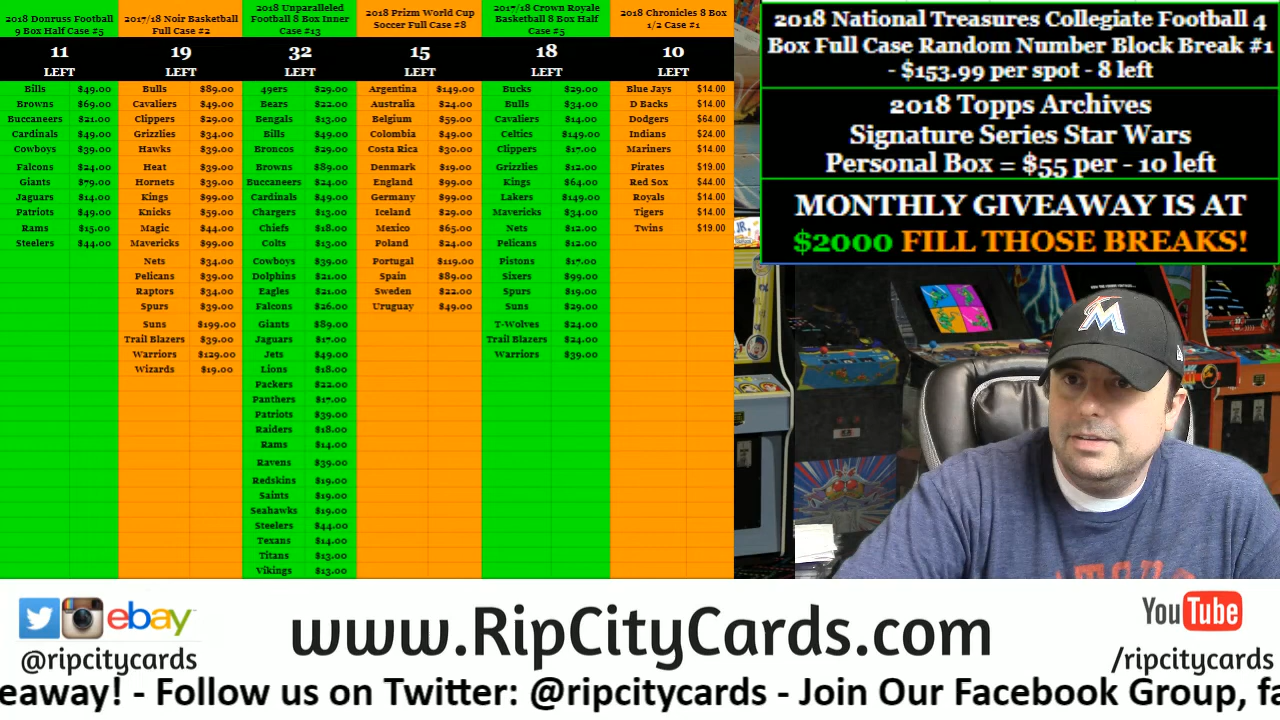 2018 Donruss Football
9 Box Half Case #5
11
LEFT
Bills $49.00
Browns $69.00
Buccaneers $21.00
Cardinals $49.00
Cowboys $39.00
Falcons $24.00
Giants $79.00
Jaguars $14.00
Patriots $49.00
Rams $15.00
Steelers $44.00
2017/18 Noir Basketball
Full Case #2
19
LEFT
Bulls $89.00
Cavaliers $49.00
Clippers $29.00
Grizzlies $34.00
Hawks $39.00
Heat $39.00
Hornets $39.00
Kings $99.00
Knicks $59.00
Magic $44.00
Mavericks $99.00
Nets $34.00
Pelicans $39.00
Raptors $34.00
Spurs $39.00
Suns $199.00
Trail Blazers $39.00
Warriors $129.00
Wizards $19.00
2018 Unparalleled
Football 8 Box Inner
Case #13
32
LEFT
49ers $29.00
Bears $22.00
Bengals $13.00
Bills $49.00
Broncos $29.00
Browns $89.00
Buccaneers $24.00
Cardinals $49.00
Chargers $13.00
Chiefs $18.00
Colts $13.00
Cowboys $39.00
Dolphins $21.00
Eagles $21.00
Falcons $26.00
Giants $89.00
Jaguars $17.00
Jets $49.00
Lions $18.00
Packers $22.00
Panthers $17.00
Patriots $39.00
Raiders $18.00
Rams $14.00
Ravens $39.00
Redskins $19.00
Saints $19.00
Seahawks $19.00
Steelers $44.00
Texans $14.00
Titans $13.00
Vikings $13.00
2018 Prizm World Cup
Soccer Full Case #8
15
LEFT
Argentina $149.00
Australia $24.00
Belgium $59.00
Colombia $49.00
Costa Rica $30.00
Denmark $19.00
England $99.00
Germany $99.00
Iceland $29.00
Mexico $65.00
Poland $24.00
Portugal $119.00
Spain $89.00
Sweden $22.00
Uruguay $49.00
2017/18 Crown Royale
Basketball 8 Box Half
Case #5
18
LEFT
Bucks $29.00
Bulls $34.00
Cavaliers $14.00
Celtics $149.00
Clippers $17.00
Grizzlies $12.00
Kings $64.00
Lakers $149.00
Mavericks $34.00
Nets $12.00
Pelicans $12.00
Pistons $17.00
Sixers $99.00
Spurs $19.00
Suns $29.00
T-Wolves $24.00
Trail Blazers $24.00
Warriors $39.00
2018 Chronicles 8 Box
1/2 Case #1
10
LEFT
Blue Jays $14.00
D Backs $14.00
Dodgers $64.00
Indians $24.00
Mariners $14.00
Pirates $19.00
Red Sox $44.00
Royals $14.00
Tigers $14.00
Twins $19.00
2018 National Treasures Collegiate Football 4
Box Full Case Random Number Block Break #1
- $153.99 per spot - 8 left
2018 Topps Archives
Signature Series Star Wars
Personal Box = $55 per - 10 left
MONTHLY GIVEAWAY IS AT
$2000 FILL THOSE BREAKS!
ebay
@ripcitycards
www.RipCityCards.com
YouTube
/ripcitycards
eaway! - Follow us on Twitter: @ripcitycards - Join Our Facebook Group, fa